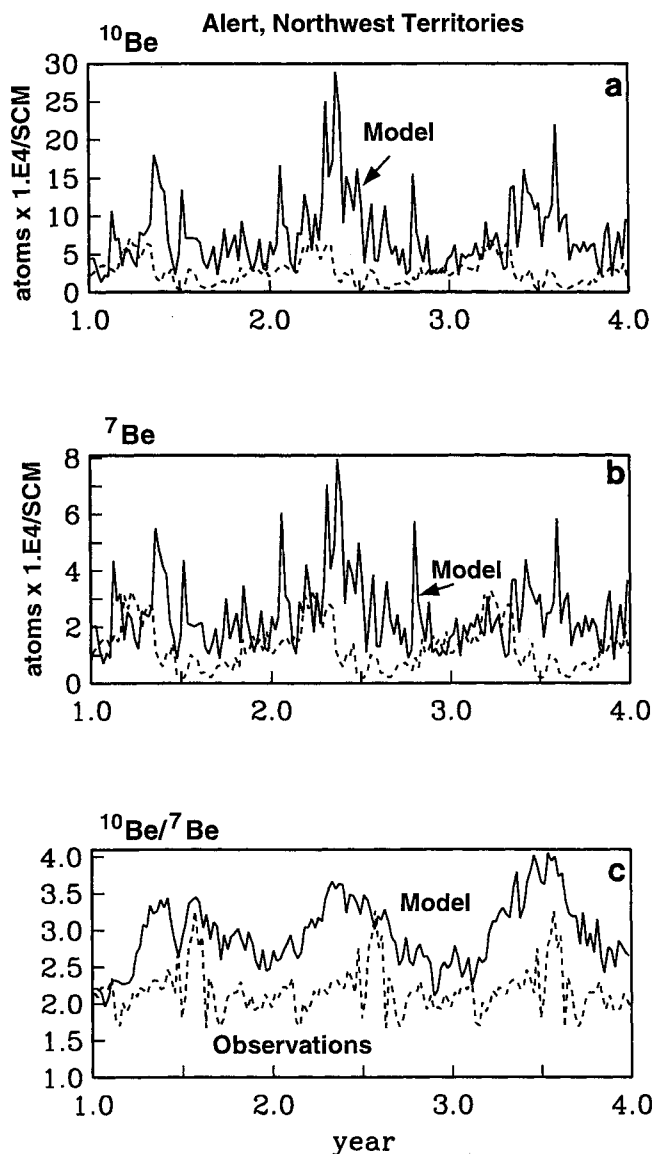 Alert, Northwest Territories
¹⁰Be
a
Model
atoms x 1.E4/SCM
30
25
20
15
10
5
0
1.0 2.0 3.0 4.0
⁷Be
b
Model
atoms x 1.E4/SCM
8
6
4
2
0
1.0 2.0 3.0 4.0
¹⁰Be/⁷Be
c
Model
Observations
4.0
3.5
3.0
2.5
2.0
1.5
1.0
1.0 2.0 3.0 4.0
year